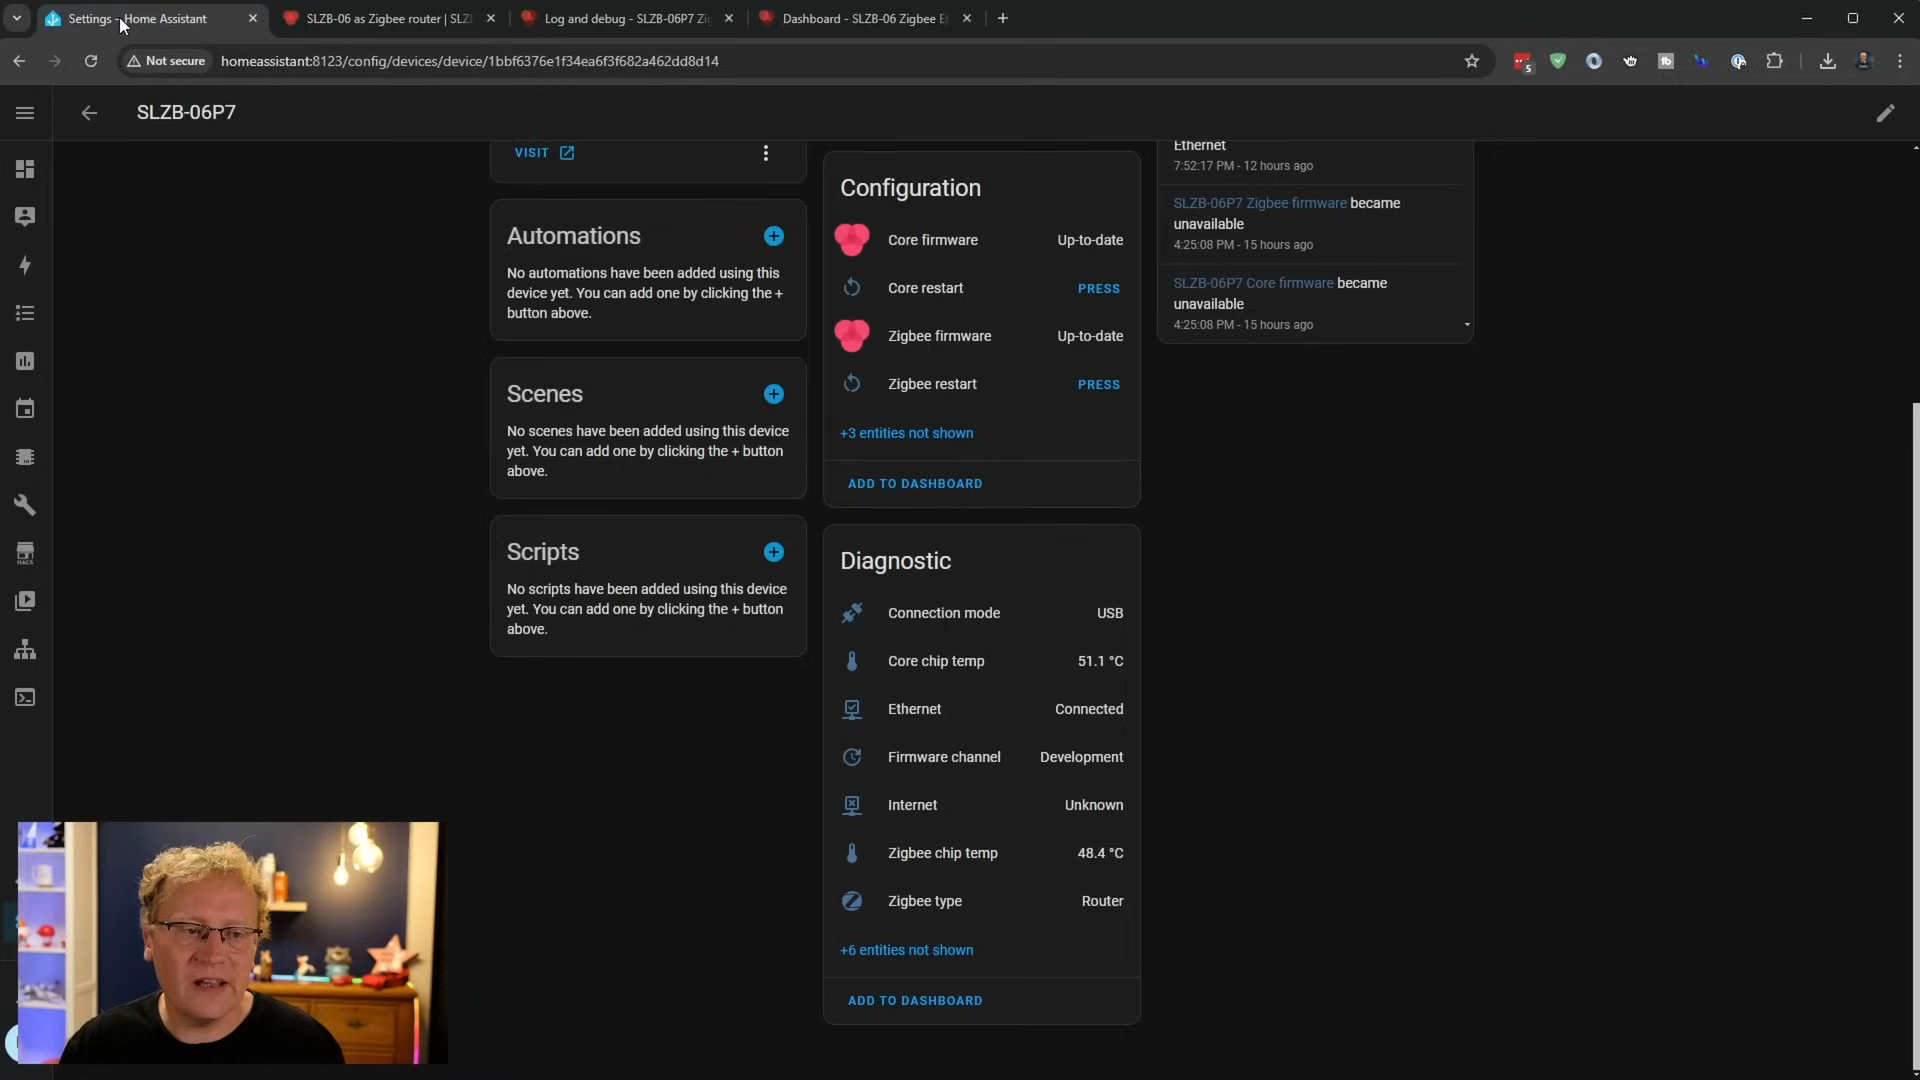 Settings - Home Assistant
SLZB-06 as Zigbee router | SLZ
Log and debug - SLZB-06P7 Zig
Dashboard - SLZB-06 Zigbee Et
Not secure
homeassistant:8123/config/devices/device/1bbf6376e1f34ea6f3f682a462dd8d14
5
SLZB-06P7
VISIT
Automations
No automations have been added using this
device yet. You can add one by clicking the +
button above.
Scenes
No scenes have been added using this device
yet. You can add one by clicking the + button
above.
Scripts
No scripts have been added using this device
yet. You can add one by clicking the + button
above.
Configuration
Core firmware Up-to-date
Core restart PRESS
Zigbee firmware Up-to-date
Zigbee restart PRESS
+3 entities not shown
ADD TO DASHBOARD
Diagnostic
Connection mode USB
Core chip temp 51.1 °C
Ethernet Connected
Firmware channel Development
Internet Unknown
Zigbee chip temp 48.4 °C
Zigbee type Router
+6 entities not shown
ADD TO DASHBOARD
Ethernet
7:52:17 PM - 12 hours ago
SLZB-06P7 Zigbee firmware became
unavailable
4:25:08 PM - 15 hours ago
SLZB-06P7 Core firmware became
unavailable
4:25:08 PM - 15 hours ago
HACS